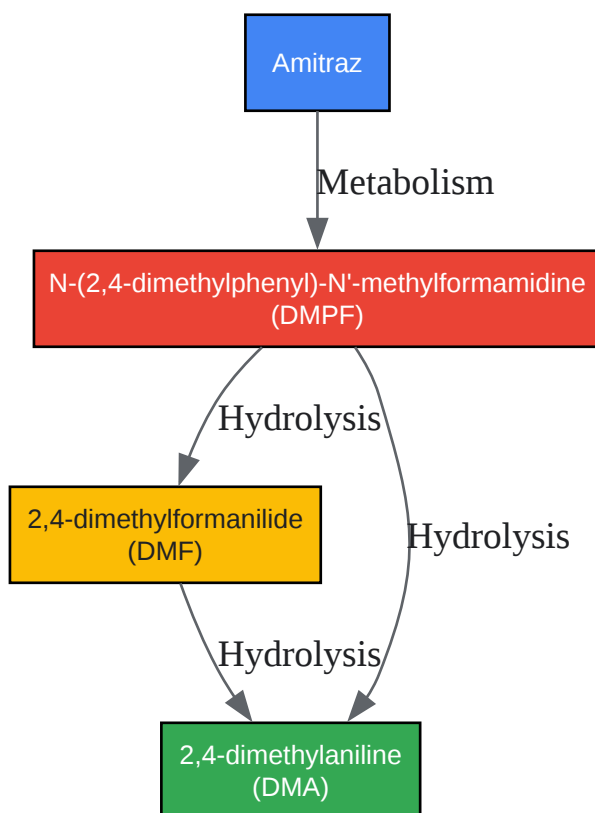 Amitraz
Metabolism
N-(2,4-dimethylphenyl)-N'-methylformamidine
(DMPF)
Hydrolysis
2,4-dimethylformanilide
(DMF)
Hydrolysis
Hydrolysis
2,4-dimethylaniline
(DMA)